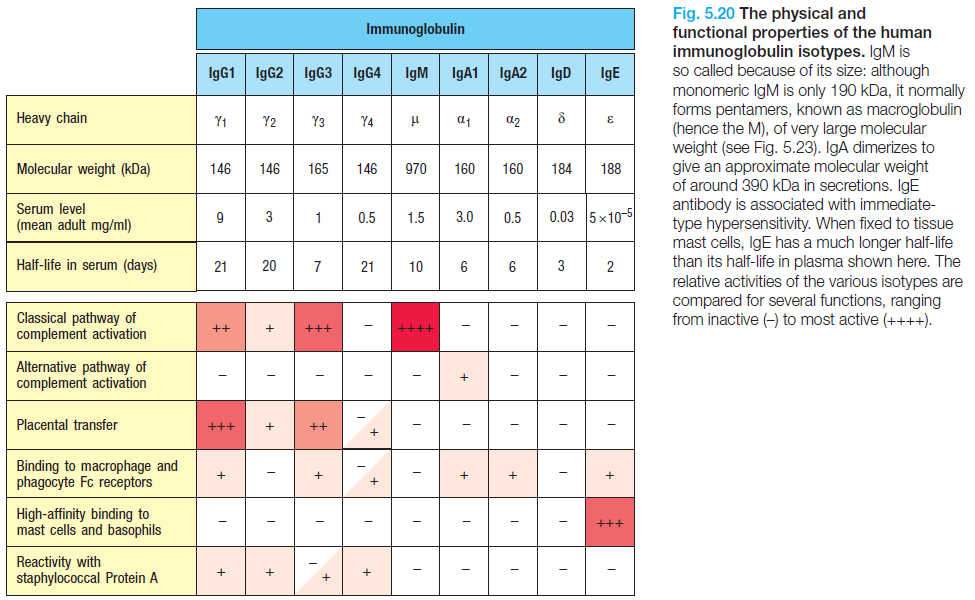 Immunoglobulin
IgG1 IgG2 IgG3 IgG4 IgM IgA1 IgA2 IgD IgE
Heavy chain γ1 γ2 γ3 γ4 μ α1 α2 δ ε
Molecular weight (kDa) 146 146 165 146 970 160 160 184 188
Serum level
(mean adult mg/ml) 9 3 1 0.5 1.5 3.0 0.5 0.03 5×10–5
Half-life in serum (days) 21 20 7 21 10 6 6 3 2
Classical pathway of
complement activation ++ + +++ – ++++ – – – –
Alternative pathway of
complement activation – – – – – + – – –
Placental transfer +++ + ++ – + – – – – –
Binding to macrophage and
phagocyte Fc receptors + – + – + – + + – +
High-affinity binding to
mast cells and basophils – – – – – – – – +++
Reactivity with
staphylococcal Protein A + + – + + – – – – –
Fig. 5.20 The physical and
functional properties of the human
immunoglobulin isotypes. IgM is
so called because of its size: although
monomeric IgM is only 190 kDa, it normally
forms pentamers, known as macroglobulin
(hence the M), of very large molecular
weight (see Fig. 5.23). IgA dimerizes to
give an approximate molecular weight
of around 390 kDa in secretions. IgE
antibody is associated with immediate-
type hypersensitivity. When fixed to tissue
mast cells, IgE has a much longer half-life
than its half-life in plasma shown here. The
relative activities of the various isotypes are
compared for several functions, ranging
from inactive (–) to most active (++++).